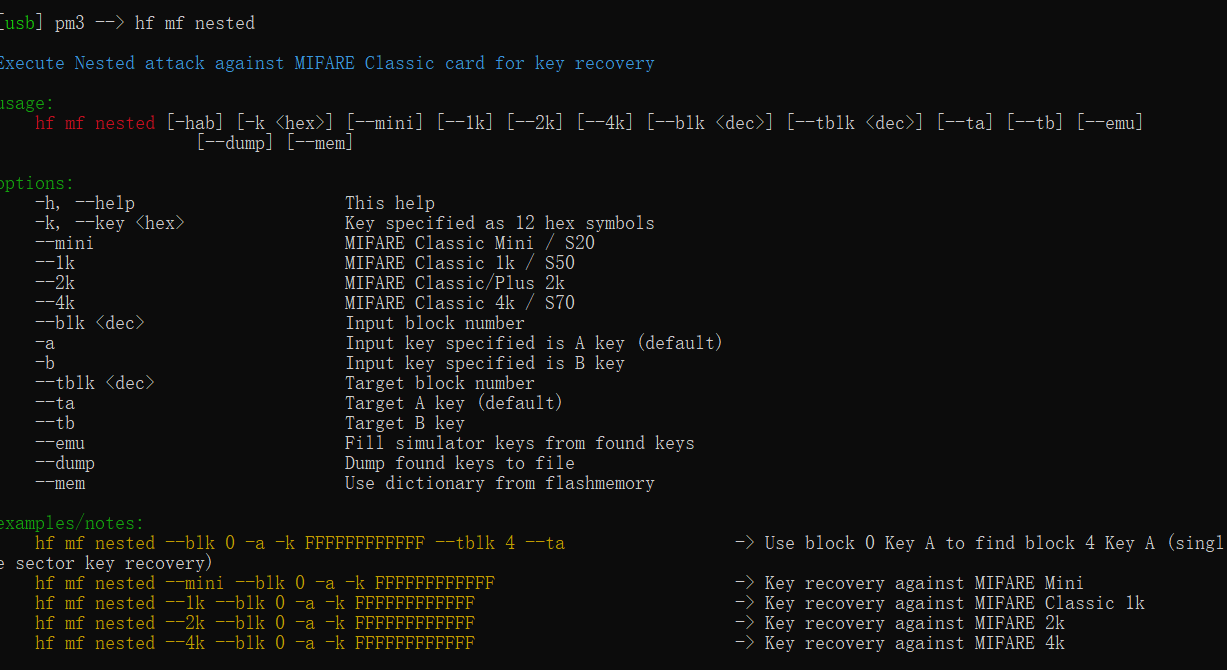 [usb] pm3 --> hf mf nested
Execute Nested attack against MIFARE Classic card for key recovery
usage:
hf mf nested [-hab] [-k <hex>] [--mini] [--1k] [--2k] [--4k] [--blk <dec>] [--tblk <dec>] [--ta] [--tb] [--emu]
[--dump] [--mem]
options:
-h, --help This help
-k, --key <hex> Key specified as 12 hex symbols
--mini MIFARE Classic Mini / S20
--1k MIFARE Classic 1k / S50
--2k MIFARE Classic/Plus 2k
--4k MIFARE Classic 4k / S70
--blk <dec> Input block number
-a Input key specified is A key (default)
-b Input key specified is B key
--tblk <dec> Target block number
--ta Target A key (default)
--tb Target B key
--emu Fill simulator keys from found keys
--dump Dump found keys to file
--mem Use dictionary from flashmemory
examples/notes:
hf mf nested --blk 0 -a -k FFFFFFFFFFFF --tblk 4 --ta -> Use block 0 Key A to find block 4 Key A (singl
e sector key recovery)
hf mf nested --mini --blk 0 -a -k FFFFFFFFFFFF -> Key recovery against MIFARE Mini
hf mf nested --1k --blk 0 -a -k FFFFFFFFFFFF -> Key recovery against MIFARE Classic 1k
hf mf nested --2k --blk 0 -a -k FFFFFFFFFFFF -> Key recovery against MIFARE 2k
hf mf nested --4k --blk 0 -a -k FFFFFFFFFFFF -> Key recovery against MIFARE 4k